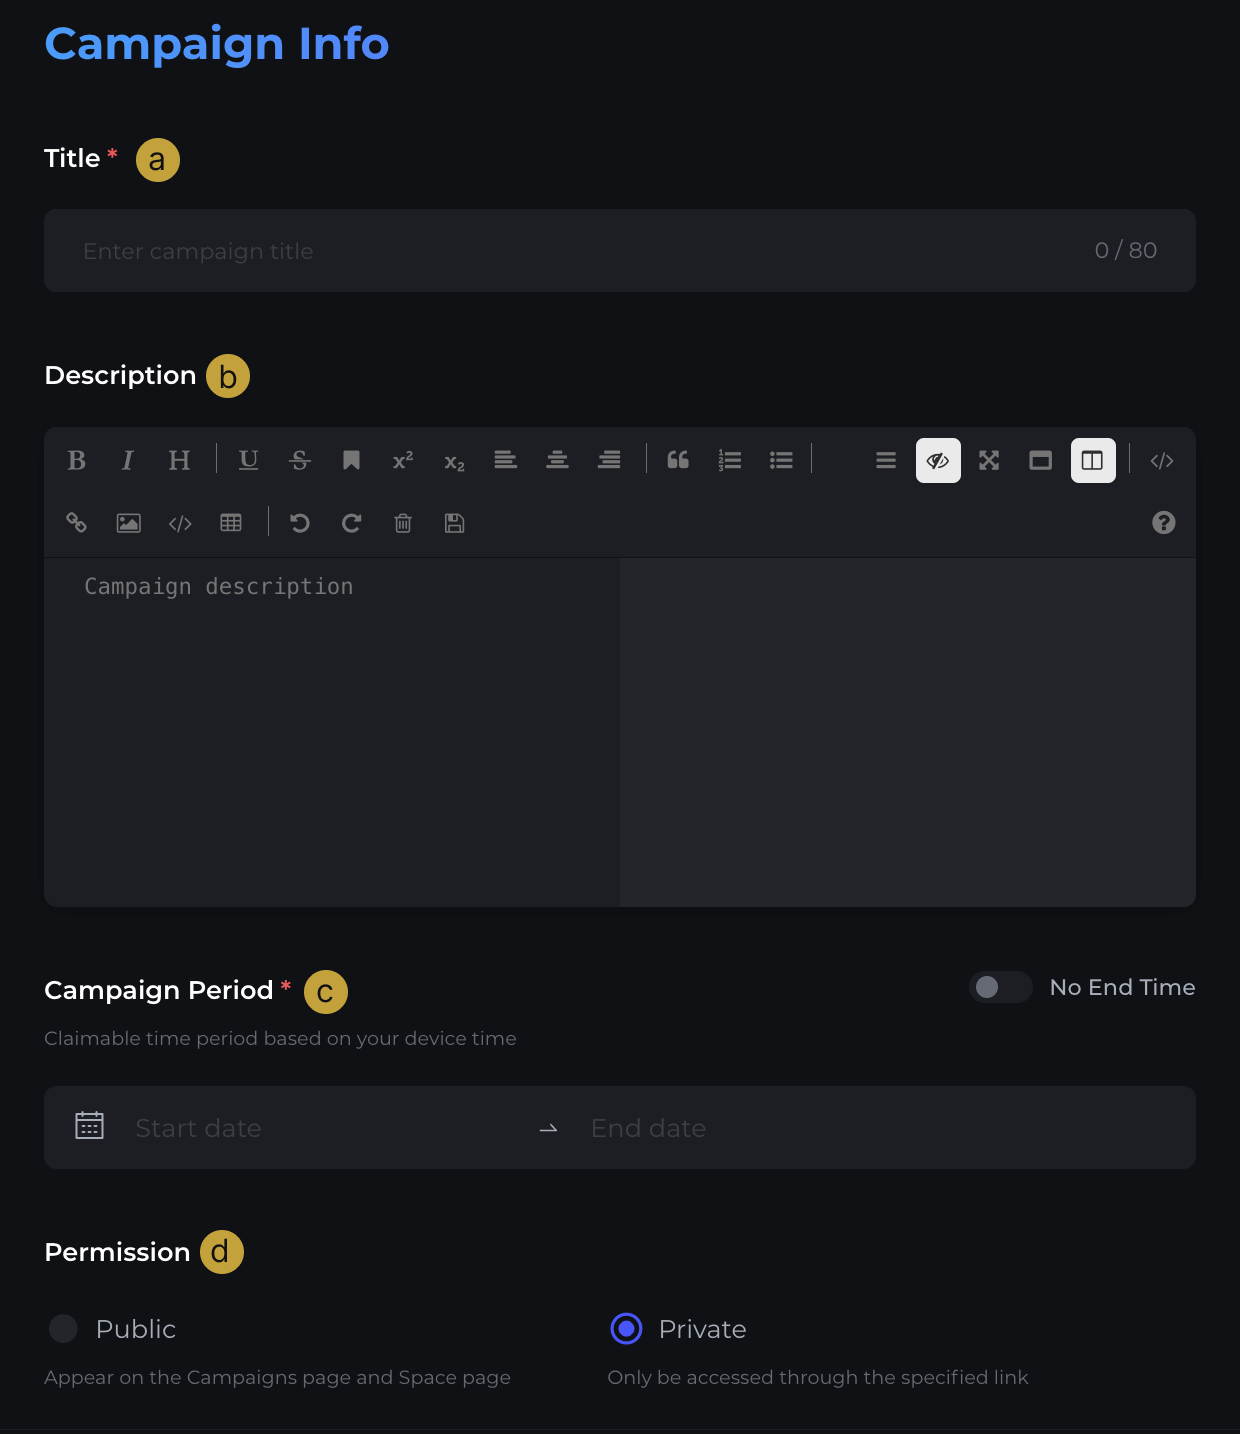 Campaign Info
Title * a
Enter campaign title 0 / 80
Description b
B I H U S x² x₂
Campaign description
Campaign Period * c No End Time
Claimable time period based on your device time
Start date → End date
Permission d
Public Private
Appear on the Campaigns page and Space page Only be accessed through the specified link